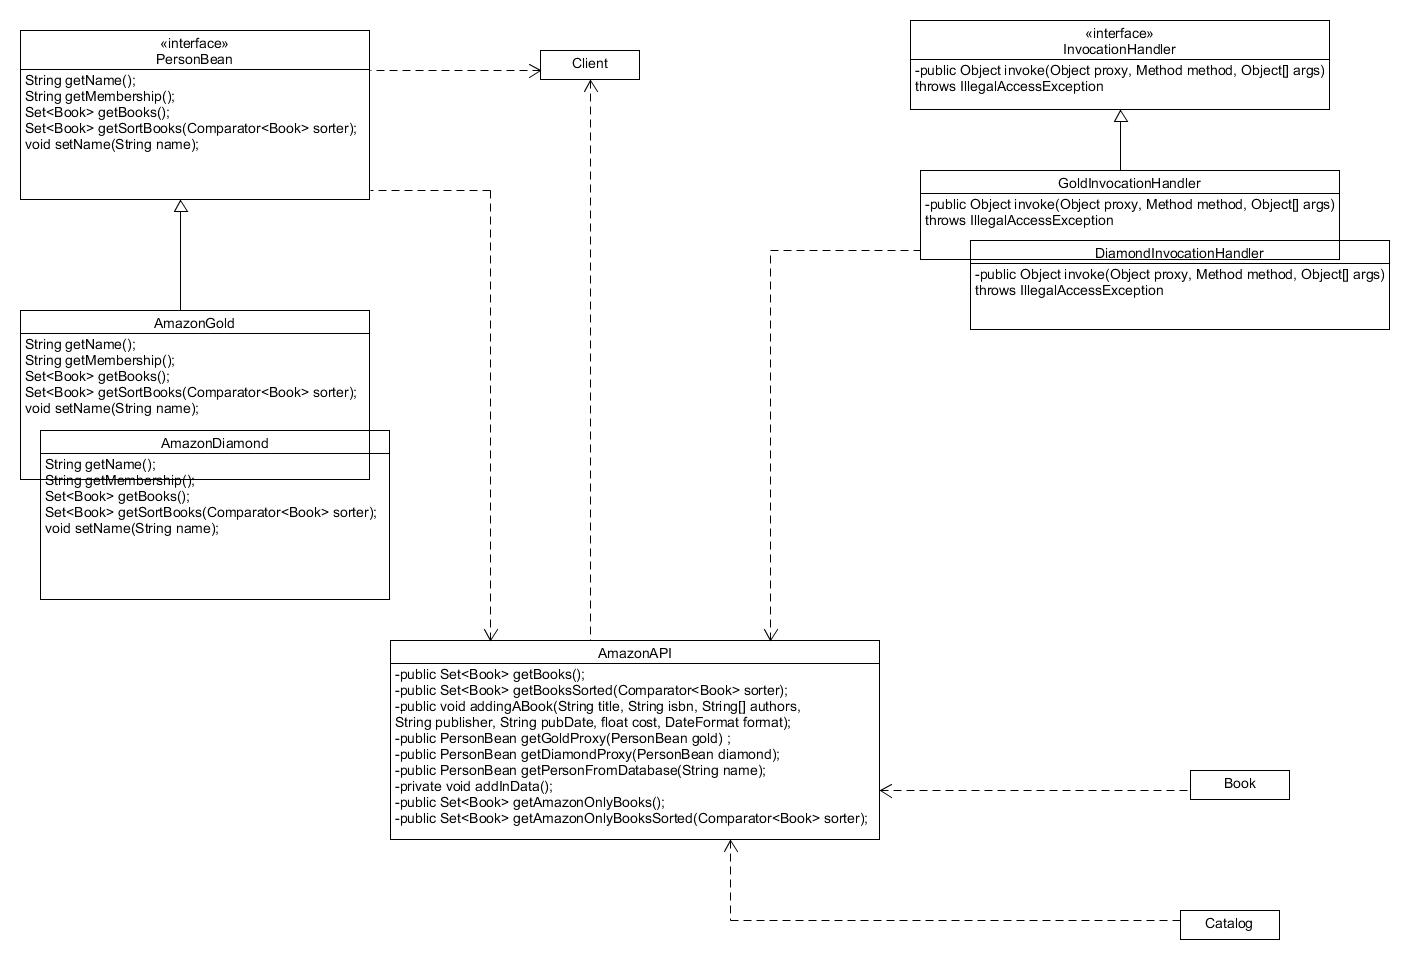 «interface»
PersonBean
String getName();
String getMembership();
Set<Book> getBooks();
Set<Book> getSortBooks(Comparator<Book> sorter);
void setName(String name);
Client
«interface»
InvocationHandler
-public Object invoke(Object proxy, Method method, Object[] args)
throws IllegalAccessException
GoldInvocationHandler
-public Object invoke(Object proxy, Method method, Object[] args)
throws IllegalAccessException
DiamondInvocationHandler
-public Object invoke(Object proxy, Method method, Object[] args)
throws IllegalAccessException
AmazonGold
String getName();
String getMembership();
Set<Book> getBooks();
Set<Book> getSortBooks(Comparator<Book> sorter);
void setName(String name);
AmazonDiamond
String getName();
String getMembership();
Set<Book> getBooks();
Set<Book> getSortBooks(Comparator<Book> sorter);
void setName(String name);
AmazonAPI
-public Set<Book> getBooks();
-public Set<Book> getBooksSorted(Comparator<Book> sorter);
-public void addingABook(String title, String isbn, String[] authors,
String publisher, String pubDate, float cost, DateFormat format);
-public PersonBean getGoldProxy(PersonBean gold) ;
-public PersonBean getDiamondProxy(PersonBean diamond);
-public PersonBean getPersonFromDatabase(String name);
-private void addInData();
-public Set<Book> getAmazonOnlyBooks();
-public Set<Book> getAmazonOnlyBooksSorted(Comparator<Book> sorter);
Book
Catalog